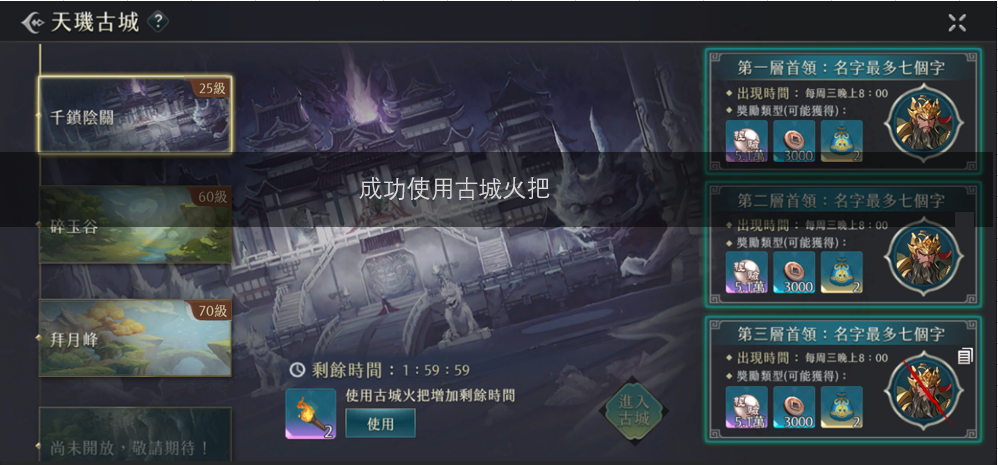 天璣古城 ?
25級
千鎖陰關
60級
碎玉谷
70級
拜月峰
尚未開放，敬請期待！
成功使用古城火把
剩餘時間：1：59：59
使用古城火把增加剩餘時間
2
使用
進入
古城
第一層首領：名字最多七個字
出現時間：每周三晚上8：00
獎勵類型(可能獲得)：
經驗
5.1萬
3000
2
第二層首領：名字最多七個字
出現時間：每周三晚上8：00
獎勵類型(可能獲得)：
經驗
5.1萬
3000
2
第三層首領：名字最多七個字
出現時間：每周三晚上8：00
獎勵類型(可能獲得)：
經驗
5.1萬
3000
2